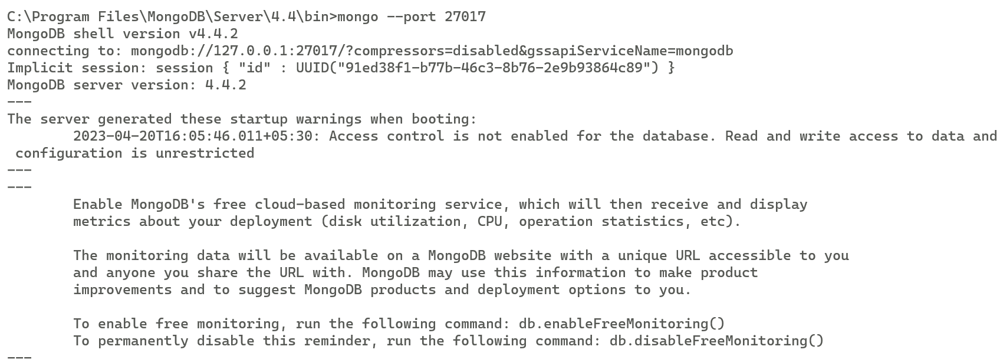 C:\Program Files\MongoDB\Server\4.4\bin>mongo --port 27017
MongoDB shell version v4.4.2
connecting to: mongodb://127.0.0.1:27017/?compressors=disabled&gssapiServiceName=mongodb
Implicit session: session { "id" : UUID("91ed38f1-b77b-46c3-8b76-2e9b93864c89") }
MongoDB server version: 4.4.2
---
The server generated these startup warnings when booting:
        2023-04-20T16:05:46.011+05:30: Access control is not enabled for the database. Read and write access to data and
 configuration is unrestricted
---
---
        Enable MongoDB's free cloud-based monitoring service, which will then receive and display
        metrics about your deployment (disk utilization, CPU, operation statistics, etc).

        The monitoring data will be available on a MongoDB website with a unique URL accessible to you
        and anyone you share the URL with. MongoDB may use this information to make product
        improvements and to suggest MongoDB products and deployment options to you.

        To enable free monitoring, run the following command: db.enableFreeMonitoring()
        To permanently disable this reminder, run the following command: db.disableFreeMonitoring()
---